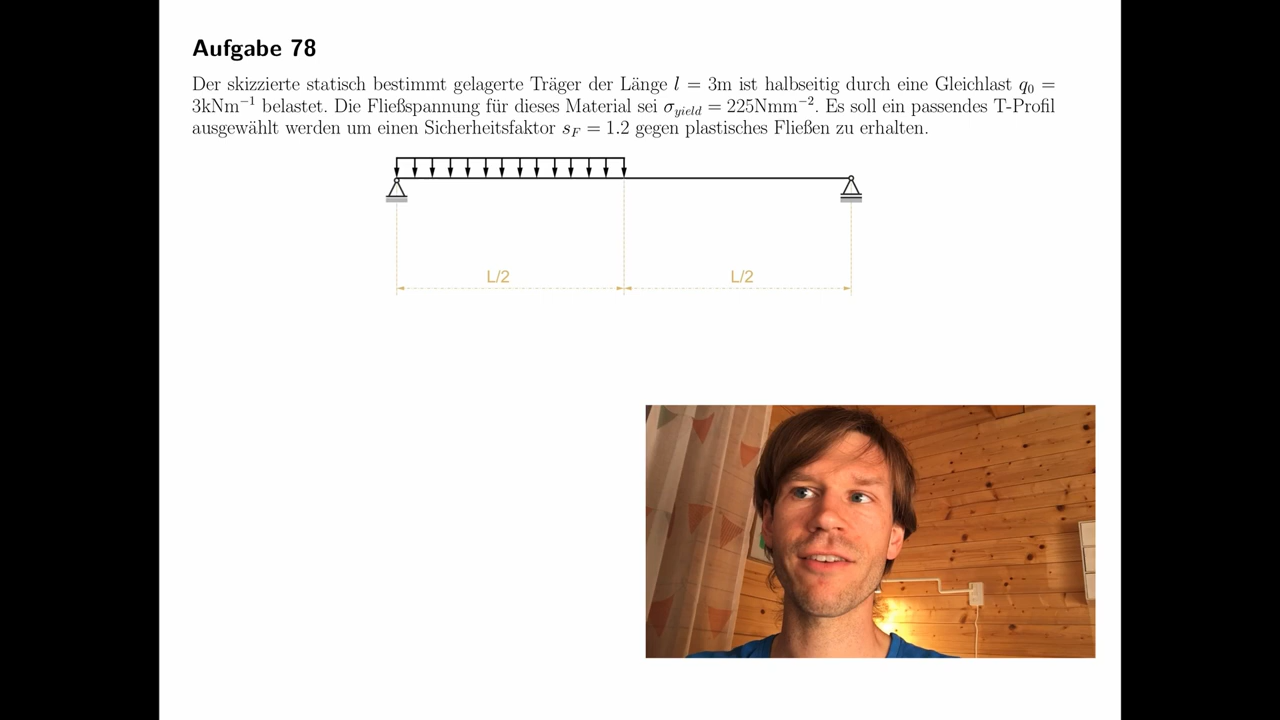 Aufgabe 78
Der skizzierte statisch bestimmt gelagerte Träger der Länge l = 3m ist halbseitig durch eine Gleichlast q₀ =
3kNm⁻¹ belastet. Die Fließspannung für dieses Material sei σ_yield = 225Nmm⁻². Es soll ein passendes T-Profil
ausgewählt werden um einen Sicherheitsfaktor s_F = 1.2 gegen plastisches Fließen zu erhalten.
L/2 L/2